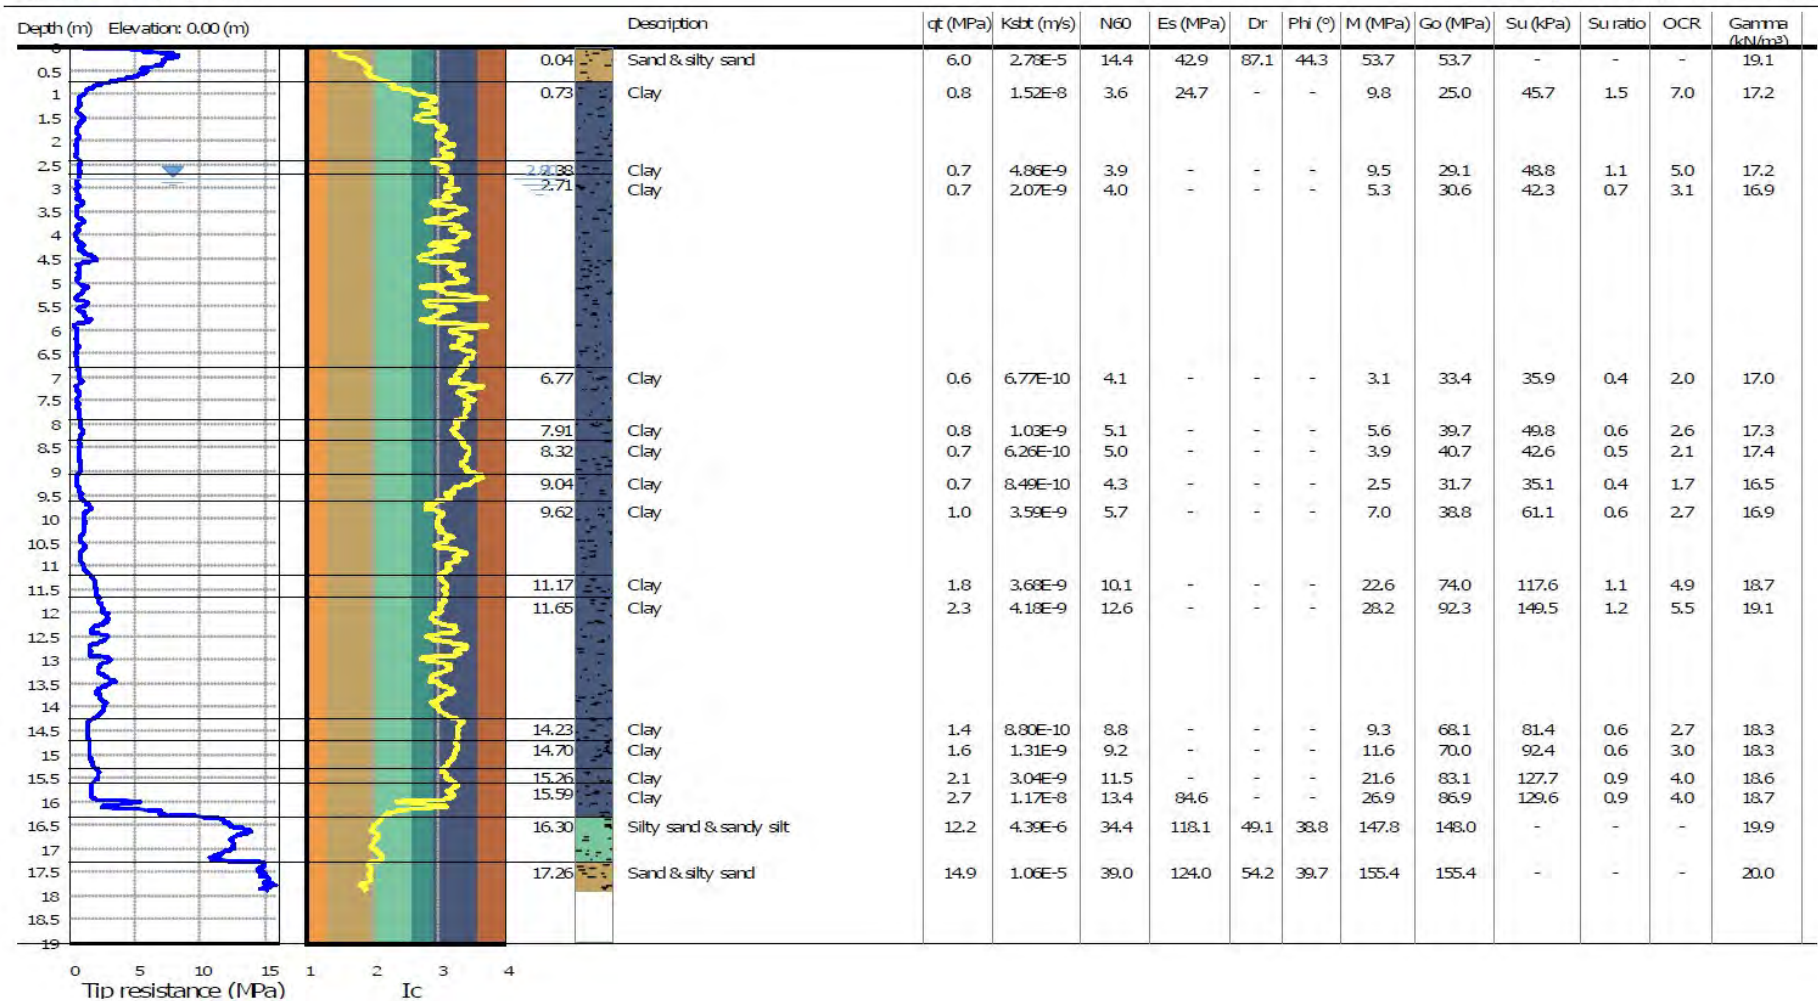 Depth (m) Elevation: 0.00 (m) Description qt (MPa) Ksbt (m/s) N60 Es (MPa) Dr Phi (º) M (MPa) Go (MPa) Su (kPa) Su ratio OCR Gamma (kN/m³)
0
0.04 Sand & silty sand 6.0 2.78E-5 14.4 42.9 87.1 44.3 53.7 53.7 - - - 19.1
0.5
1 0.73 Clay 0.8 1.52E-8 3.6 24.7 - - 9.8 25.0 45.7 1.5 7.0 17.2
1.5
2
2.5 Clay 0.7 4.86E-9 3.9 - - - 9.5 29.1 48.8 1.1 5.0 17.2
3 2.71 Clay 0.7 2.07E-9 4.0 - - - 5.3 30.6 42.3 0.7 3.1 16.9
3.5
4
4.5
5
5.5
6
6.5
7 6.77 Clay 0.6 6.77E-10 4.1 - - - 3.1 33.4 35.9 0.4 2.0 17.0
7.5
8 7.91 Clay 0.8 1.03E-9 5.1 - - - 5.6 39.7 49.8 0.6 2.6 17.3
8.5 8.32 Clay 0.7 6.26E-10 5.0 - - - 3.9 40.7 42.6 0.5 2.1 17.4
9 9.04 Clay 0.7 8.49E-10 4.3 - - - 2.5 31.7 35.1 0.4 1.7 16.5
9.5
10 9.62 Clay 1.0 3.59E-9 5.7 - - - 7.0 38.8 61.1 0.6 2.7 16.9
10.5
11
11.5 11.17 Clay 1.8 3.68E-9 10.1 - - - 22.6 74.0 117.6 1.1 4.9 18.7
12 11.65 Clay 2.3 4.18E-9 12.6 - - - 28.2 92.3 149.5 1.2 5.5 19.1
12.5
13
13.5
14
14.5 14.23 Clay 1.4 8.80E-10 8.8 - - - 9.3 68.1 81.4 0.6 2.7 18.3
15 14.70 Clay 1.6 1.31E-9 9.2 - - - 11.6 70.0 92.4 0.6 3.0 18.3
15.5 15.26 Clay 2.1 3.04E-9 11.5 - - - 21.6 83.1 127.7 0.9 4.0 18.6
16 15.59 Clay 2.7 1.17E-8 13.4 84.6 - - 26.9 86.9 129.6 0.9 4.0 18.7
16.5 16.30 Silty sand & sandy silt 12.2 4.39E-6 34.4 118.1 49.1 38.8 147.8 148.0 - - - 19.9
17
17.5 17.26 Sand & silty sand 14.9 1.06E-5 39.0 124.0 54.2 39.7 155.4 155.4 - - - 20.0
18
18.5
19
0 5 10 15 1 2 3 4
Tip resistance (MPa) Ic